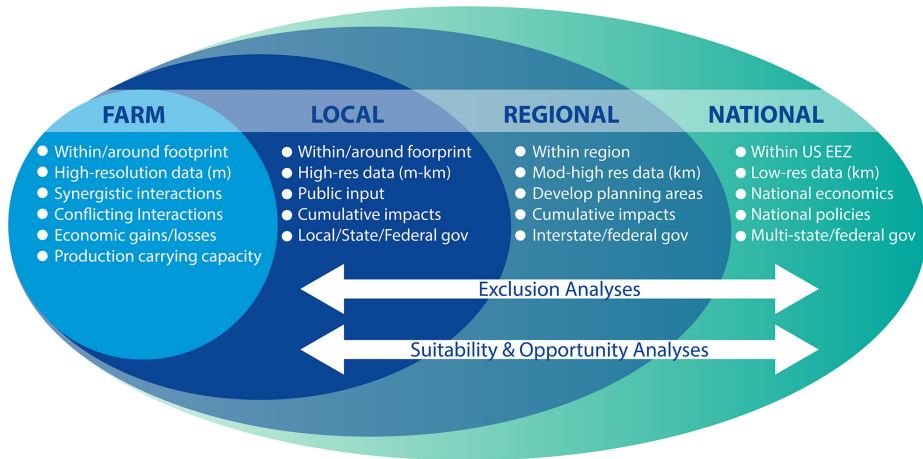 FARM
Within/around footprint
High-resolution data (m)
Synergistic interactions
Conflicting Interactions
Economic gains/losses
Production carrying capacity
LOCAL
Within/around foorprint
High-res data (m-km)
Public input
Cumulative impacts
Local/State/Federal gov
REGIONAL
Within region
Mod-high res data (km)
Develop planning areas
Cumulative impacts
Interstate/federal gov
NATIONAL
Within US EEZ
Low-res data (km)
National economics
National policies
Multi-state/federal gov
Exclusion Analyses
Suitability & Opportunity Analyses